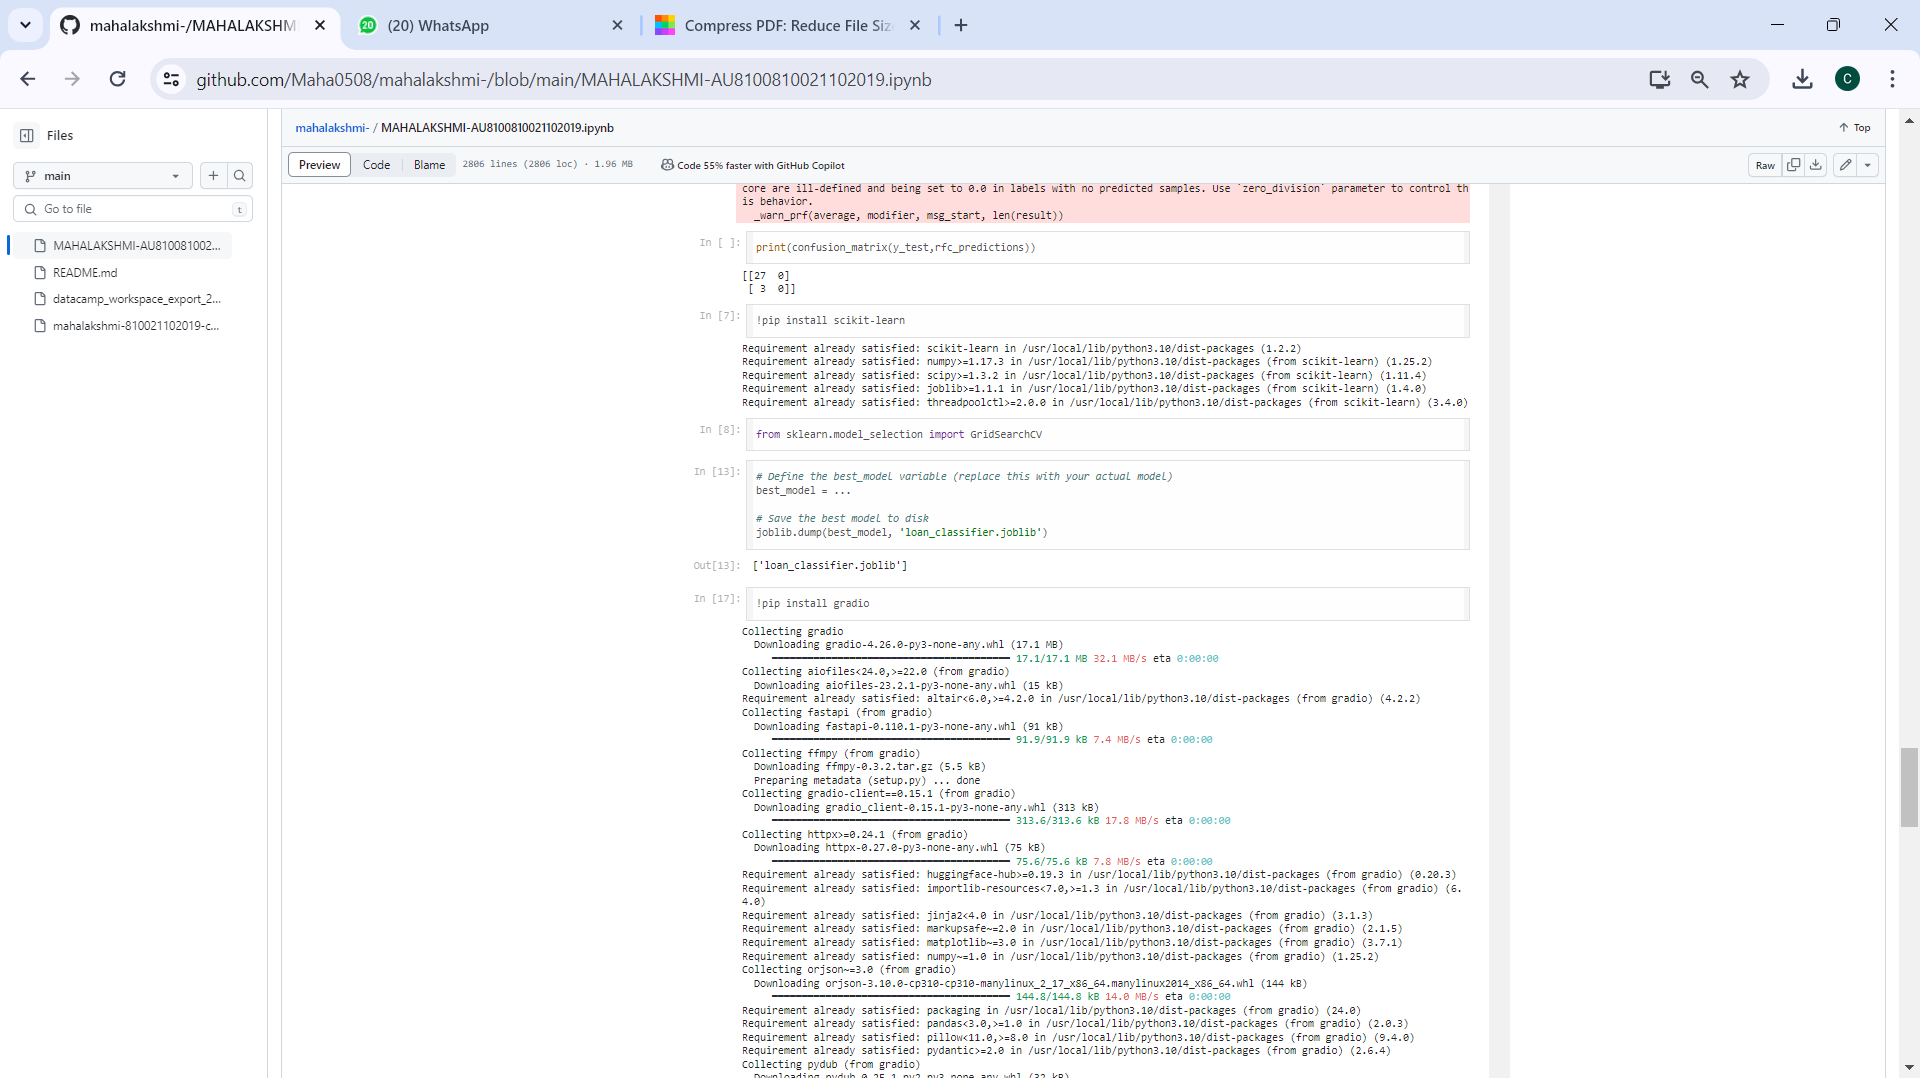 mahalakshmi-/MAHALAKSHM
(20) WhatsApp
Compress PDF: Reduce File Siz
github.com/Maha0508/mahalakshmi-/blob/main/MAHALAKSHMI-AU8100810021102019.ipynb
C
Files
main
Go to file
t
MAHALAKSHMI-AU810081002...
README.md
datacamp_workspace_export_2...
mahalakshmi-810021102019-c...
mahalakshmi- / MAHALAKSHMI-AU8100810021102019.ipynb
Top
Preview Code Blame 2806 lines (2806 loc) · 1.96 MB Code 55% faster with GitHub Copilot Raw
core are ill-defined and being set to 0.0 in labels with no predicted samples. Use `zero_division` parameter to control th
is behavior.
_warn_prf(average, modifier, msg_start, len(result))
In [ ]: print(confusion_matrix(y_test,rfc_predictions))
[[27 0]
[ 3 0]]
In [7]: !pip install scikit-learn
Requirement already satisfied: scikit-learn in /usr/local/lib/python3.10/dist-packages (1.2.2)
Requirement already satisfied: numpy>=1.17.3 in /usr/local/lib/python3.10/dist-packages (from scikit-learn) (1.25.2)
Requirement already satisfied: scipy>=1.3.2 in /usr/local/lib/python3.10/dist-packages (from scikit-learn) (1.11.4)
Requirement already satisfied: joblib>=1.1.1 in /usr/local/lib/python3.10/dist-packages (from scikit-learn) (1.4.0)
Requirement already satisfied: threadpoolctl>=2.0.0 in /usr/local/lib/python3.10/dist-packages (from scikit-learn) (3.4.0)
In [8]: from sklearn.model_selection import GridSearchCV
In [13]: # Define the best_model variable (replace this with your actual model)
best_model = ...
# Save the best model to disk
joblib.dump(best_model, 'loan_classifier.joblib')
Out[13]: ['loan_classifier.joblib']
In [17]: !pip install gradio
Collecting gradio
Downloading gradio-4.26.0-py3-none-any.whl (17.1 MB)
17.1/17.1 MB 32.1 MB/s eta 0:00:00
Collecting aiofiles<24.0,>=22.0 (from gradio)
Downloading aiofiles-23.2.1-py3-none-any.whl (15 kB)
Requirement already satisfied: altair<6.0,>=4.2.0 in /usr/local/lib/python3.10/dist-packages (from gradio) (4.2.2)
Collecting fastapi (from gradio)
Downloading fastapi-0.110.1-py3-none-any.whl (91 kB)
91.9/91.9 kB 7.4 MB/s eta 0:00:00
Collecting ffmpy (from gradio)
Downloading ffmpy-0.3.2.tar.gz (5.5 kB)
Preparing metadata (setup.py) ... done
Collecting gradio-client==0.15.1 (from gradio)
Downloading gradio_client-0.15.1-py3-none-any.whl (313 kB)
313.6/313.6 kB 17.8 MB/s eta 0:00:00
Collecting httpx>=0.24.1 (from gradio)
Downloading httpx-0.27.0-py3-none-any.whl (75 kB)
75.6/75.6 kB 7.8 MB/s eta 0:00:00
Requirement already satisfied: huggingface-hub>=0.19.3 in /usr/local/lib/python3.10/dist-packages (from gradio) (0.20.3)
Requirement already satisfied: importlib-resources<7.0,>=1.3 in /usr/local/lib/python3.10/dist-packages (from gradio) (6.
4.0)
Requirement already satisfied: jinja2<4.0 in /usr/local/lib/python3.10/dist-packages (from gradio) (3.1.3)
Requirement already satisfied: markupsafe~=2.0 in /usr/local/lib/python3.10/dist-packages (from gradio) (2.1.5)
Requirement already satisfied: matplotlib~=3.0 in /usr/local/lib/python3.10/dist-packages (from gradio) (3.7.1)
Requirement already satisfied: numpy~=1.0 in /usr/local/lib/python3.10/dist-packages (from gradio) (1.25.2)
Collecting orjson~=3.0 (from gradio)
Downloading orjson-3.10.0-cp310-cp310-manylinux_2_17_x86_64.manylinux2014_x86_64.whl (144 kB)
144.8/144.8 kB 14.0 MB/s eta 0:00:00
Requirement already satisfied: packaging in /usr/local/lib/python3.10/dist-packages (from gradio) (24.0)
Requirement already satisfied: pandas<3.0,>=1.0 in /usr/local/lib/python3.10/dist-packages (from gradio) (2.0.3)
Requirement already satisfied: pillow<11.0,>=8.0 in /usr/local/lib/python3.10/dist-packages (from gradio) (9.4.0)
Requirement already satisfied: pydantic>=2.0 in /usr/local/lib/python3.10/dist-packages (from gradio) (2.6.4)
Collecting pydub (from gradio)
Downloading pydub-0.25.1-py2.py3-none-any.whl (32 kB)